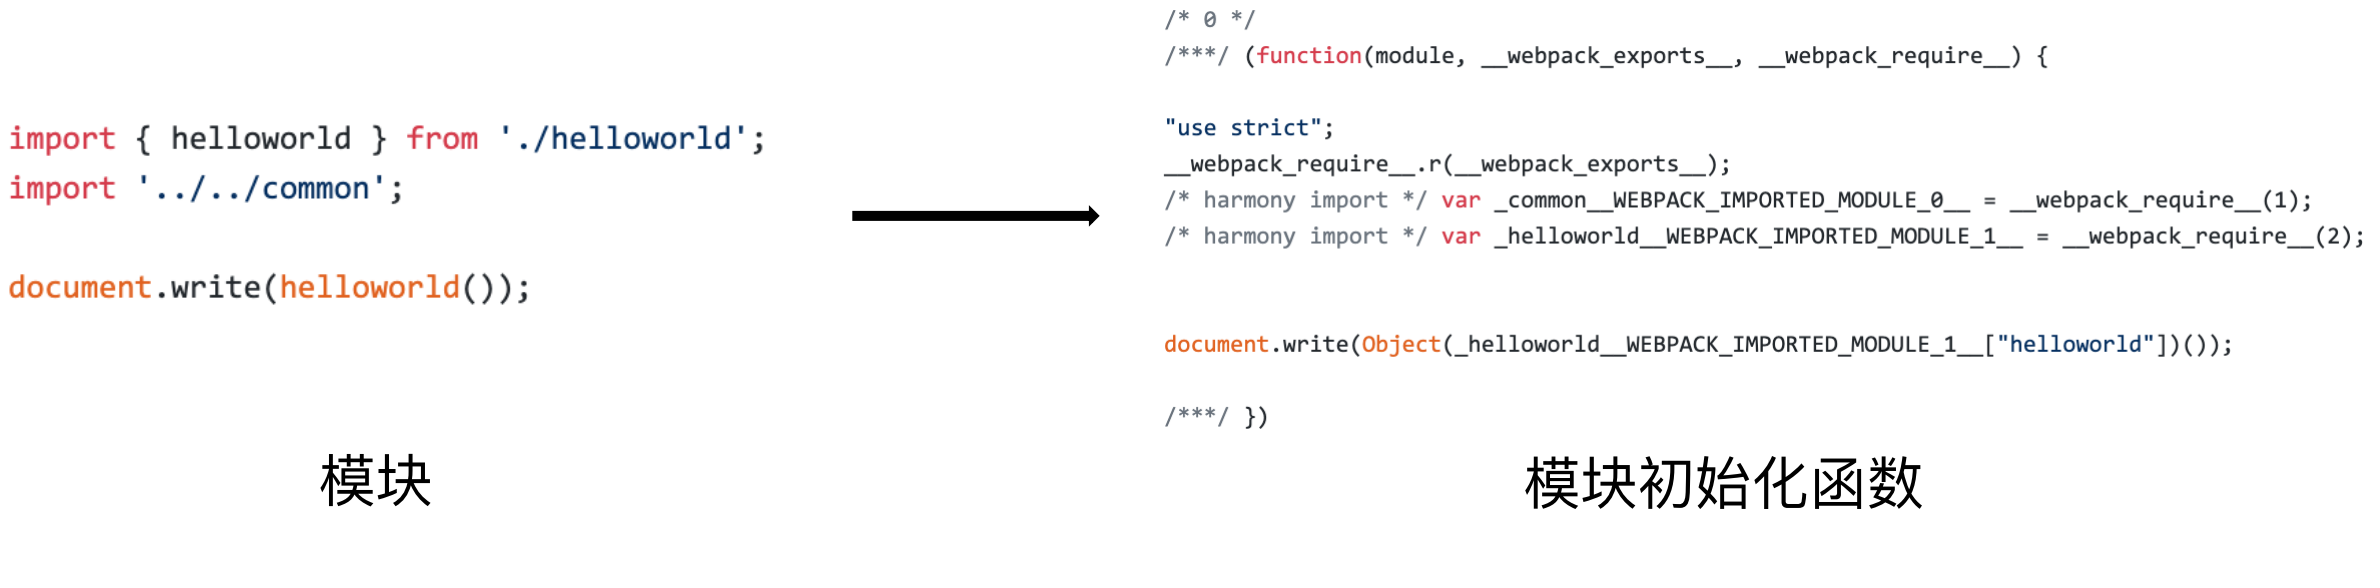 import { helloworld } from './helloworld';
import '../../common';
document.write(helloworld());
模块
/* 0 */
/***/ (function(module, __webpack_exports__, __webpack_require__) {
"use strict";
__webpack_require__.r(__webpack_exports__);
/* harmony import */ var _common__WEBPACK_IMPORTED_MODULE_0__ = __webpack_require__(1);
/* harmony import */ var _helloworld__WEBPACK_IMPORTED_MODULE_1__ = __webpack_require__(2);
document.write(Object(_helloworld__WEBPACK_IMPORTED_MODULE_1__["helloworld"])());
/***/ })
模块初始化函数